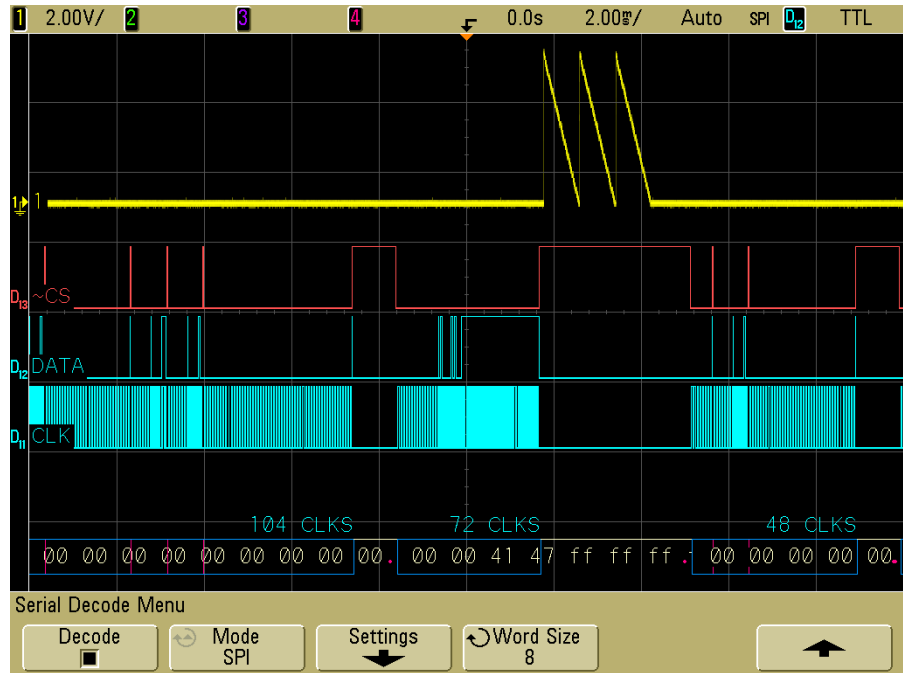 1 2.00V/ 2 3 4 0.0s 2.00ms/ Auto SPI D12 TTL
1 1
D13 ~CS
D12 DATA
D11 CLK
104 CLKS 72 CLKS 48 CLKS
00 00 00 00 00 00 00 00 00 00. 00 00 41 47 ff ff ff . 00 00 00 00 00.
Serial Decode Menu
Decode Mode SPI Settings Word Size 8